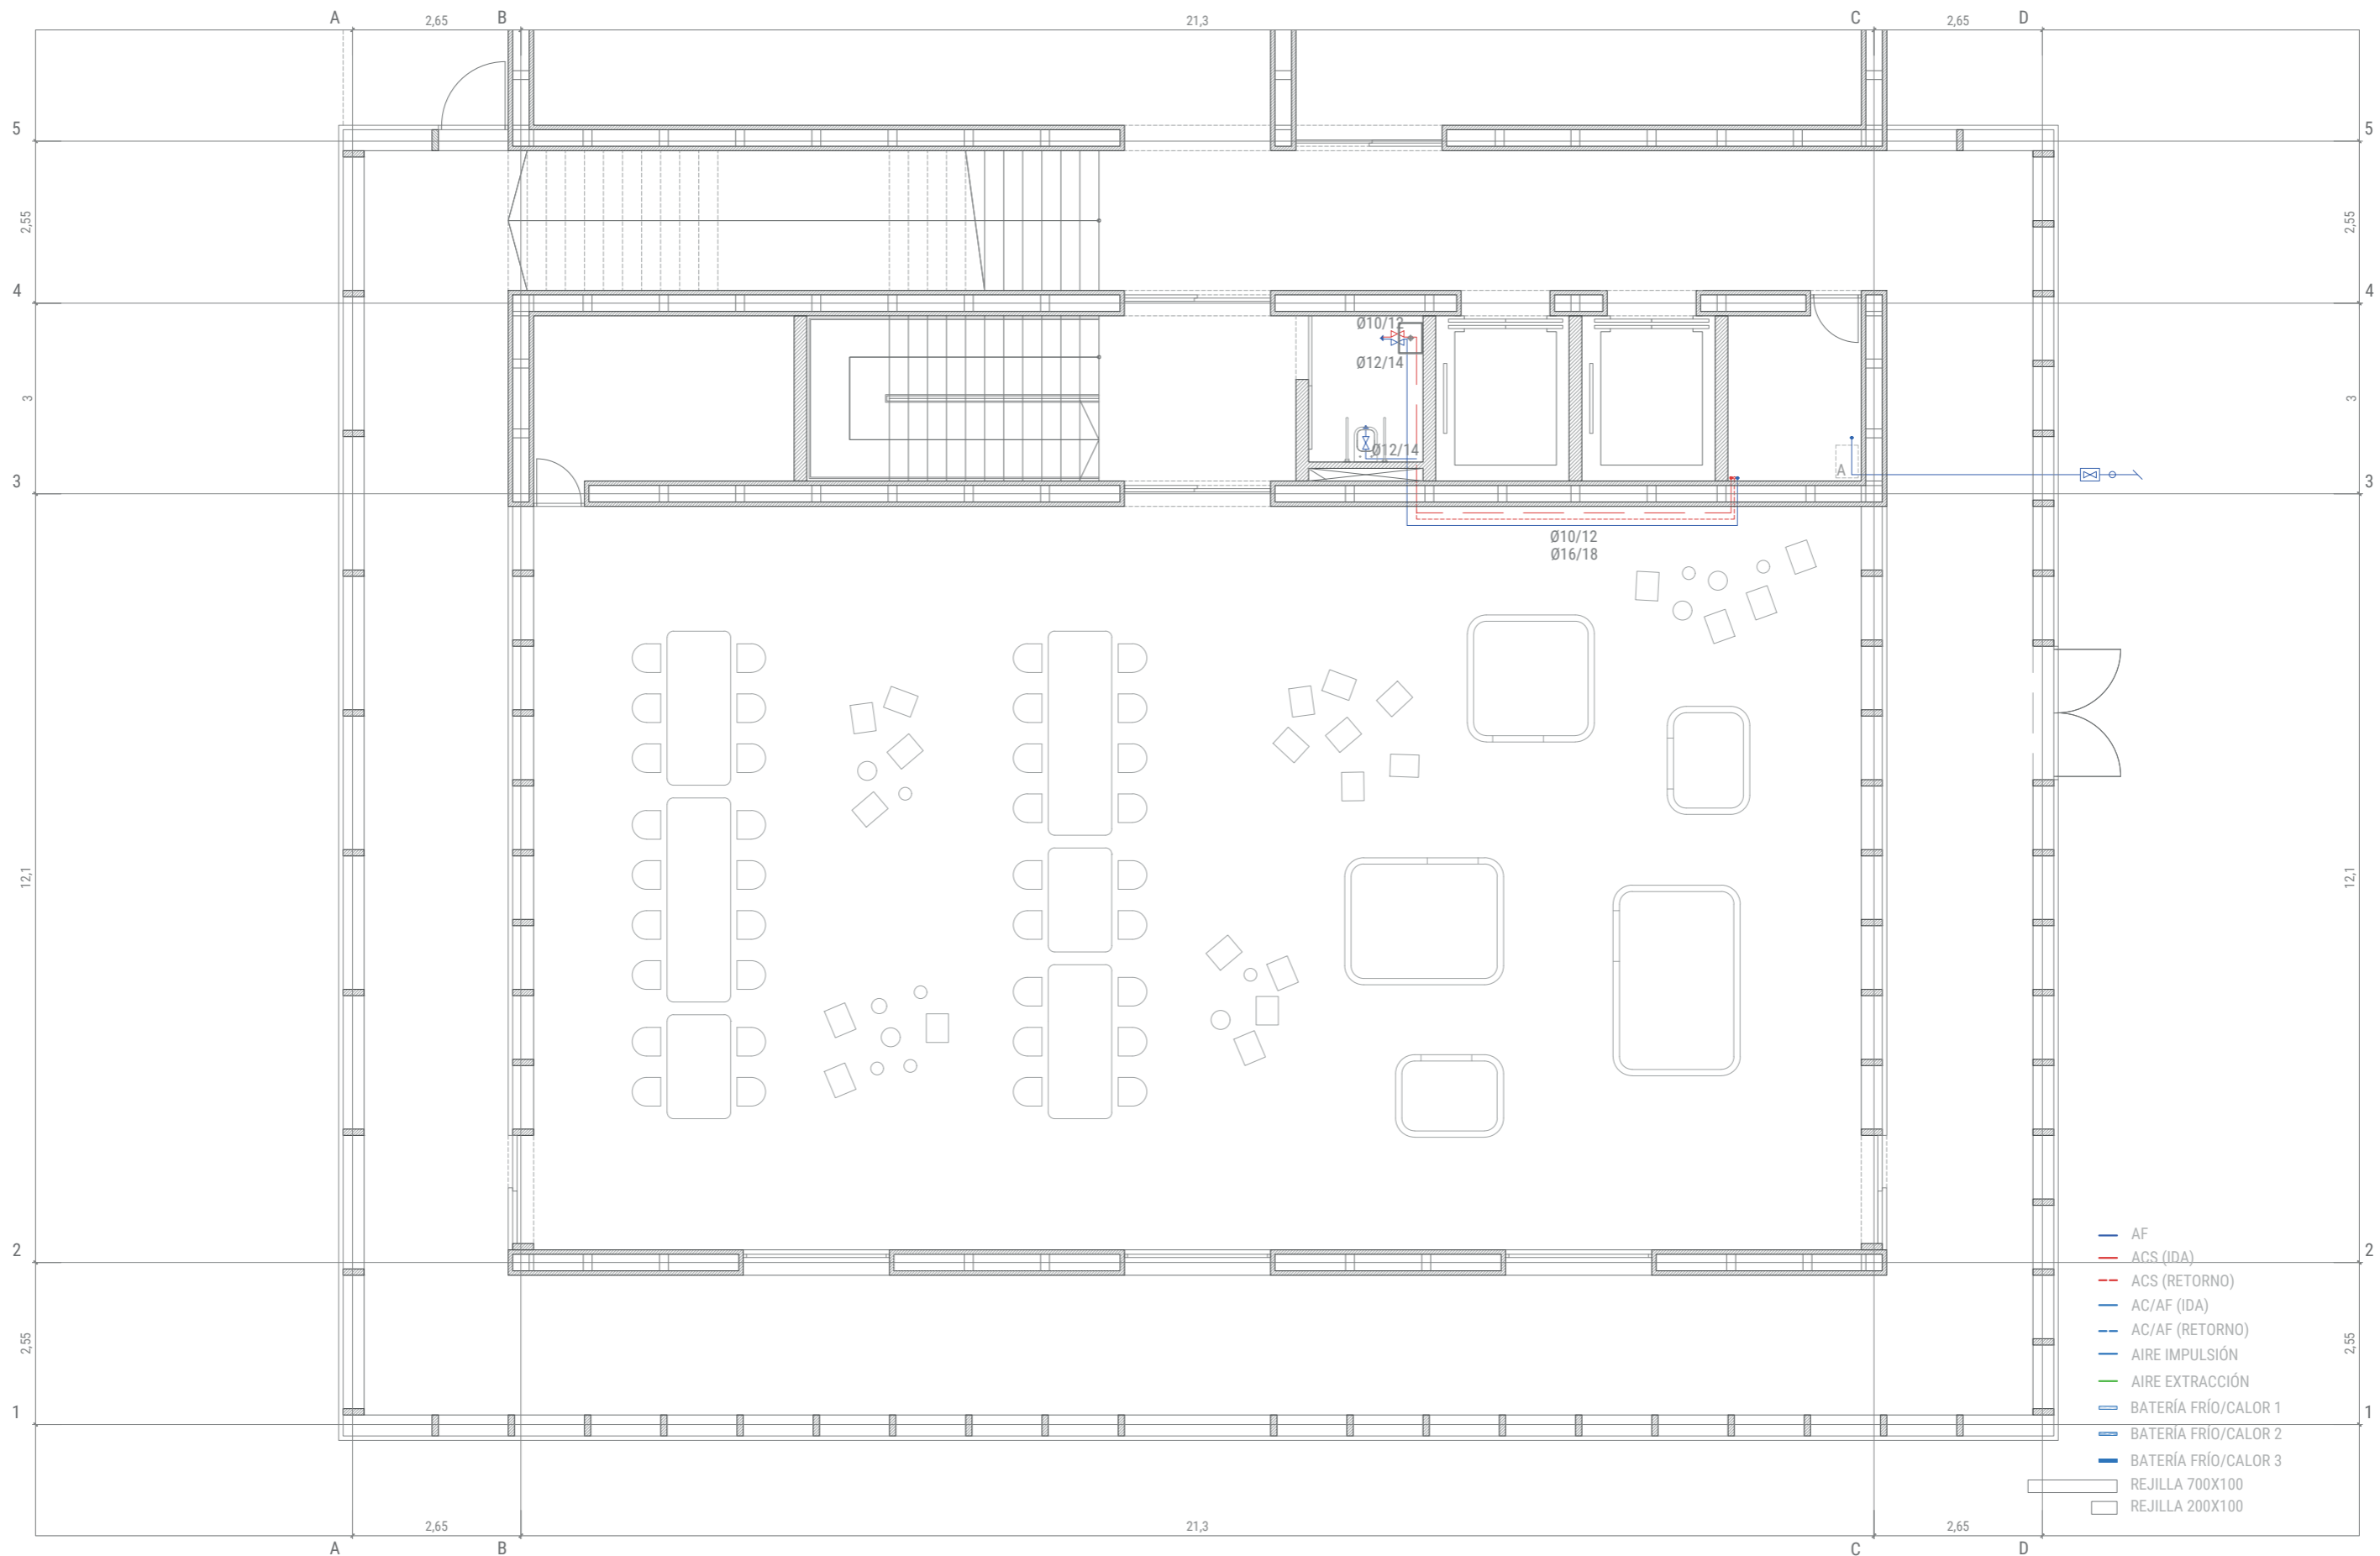 A 2,65 B 21,3 C 2,65 D
5 5
2,55 2,55
4 4
Ø10/12
Ø12/14
3 3
Ø12/14
A
3 3
Ø10/12
Ø16/18
12,1 12,1
AF
2 2
ACS (IDA)
ACS (RETORNO)
AC/AF (IDA)
AC/AF (RETORNO)
2,55 2,55
AIRE IMPULSIÓN
AIRE EXTRACCIÓN
1 1
BATERÍA FRÍO/CALOR 1
BATERÍA FRÍO/CALOR 2
BATERÍA FRÍO/CALOR 3
REJILLA 700X100
REJILLA 200X100
2,65 21,3 2,65
A B C D